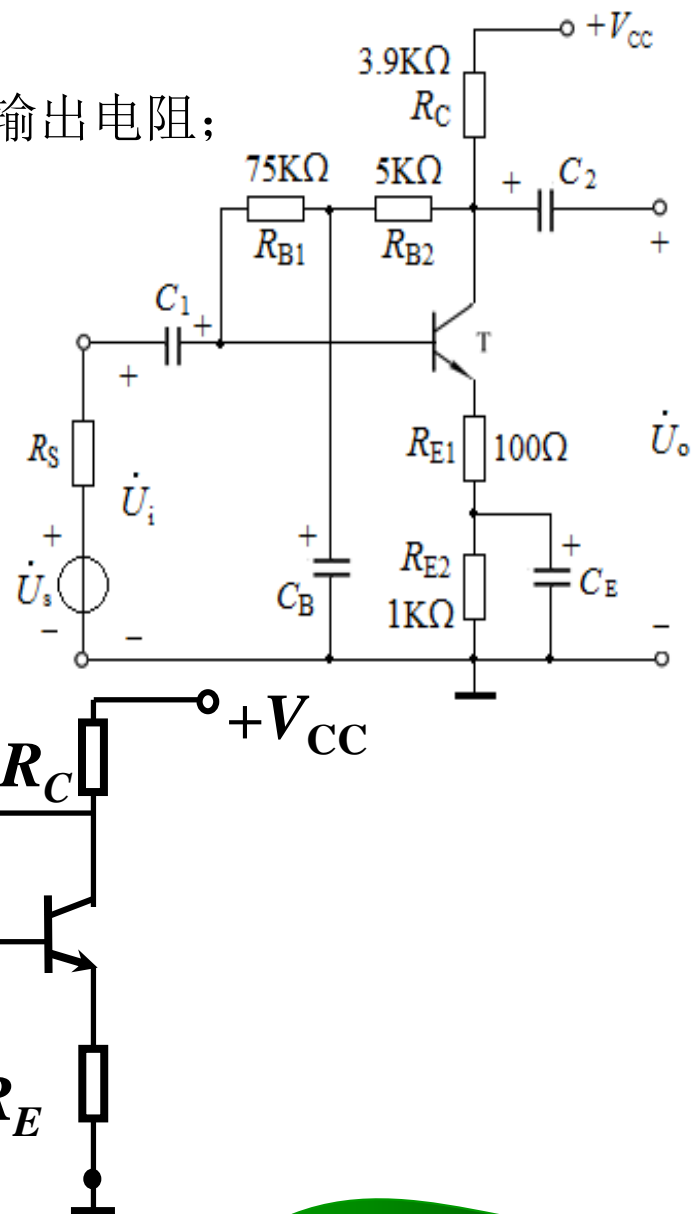 +V_CC
3.9KΩ
R_C
输出电阻；
75KΩ
5KΩ
+ C_2
R_B1
R_B2
+
C_1
+
T
+
R_S
R_E1
100Ω
U̇_o
U̇_i
+
+
+
R_E2
U̇_s
C_B
C_E
1KΩ
−
−
−
+V_CC
R_C
R_E